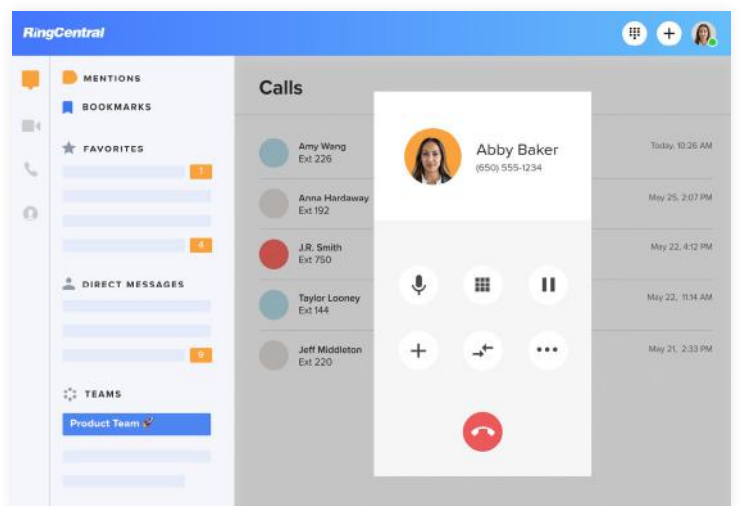 RingCentral
MENTIONS
BOOKMARKS
FAVORITES
1
4
DIRECT MESSAGES
9
TEAMS
Product Team 🚀
Calls
Amy Wang
Ext 226
Today, 10:26 AM
Anna Hardaway
Ext 192
May 25, 2:07 PM
J.R. Smith
Ext 750
May 22, 4:12 PM
Taylor Looney
Ext 144
May 22, 11:14 AM
Jeff Middleton
Ext 220
May 21, 2:33 PM
Abby Baker
(650) 555-1234